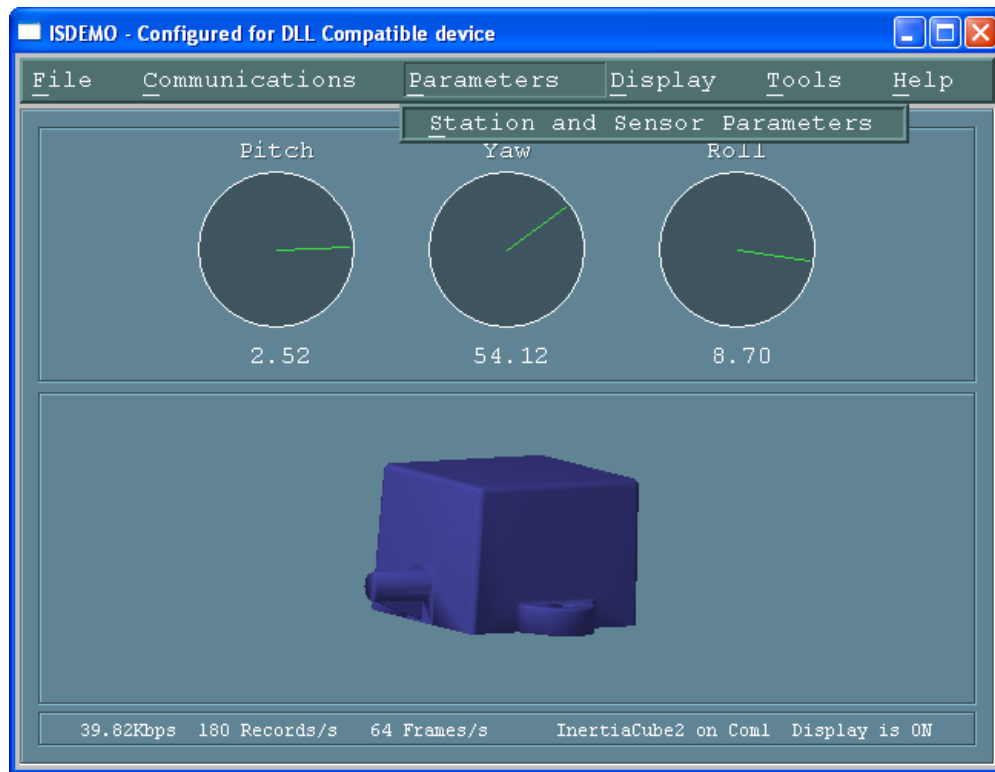 ISDEMO - Configured for DLL Compatible device
File Communications Parameters Display Tools Help
Station and Sensor Parameters
Pitch Yaw Roll
2.52 54.12 8.70
39.82Kbps 180 Records/s 64 Frames/s InertiaCube2 on Com1 Display is ON